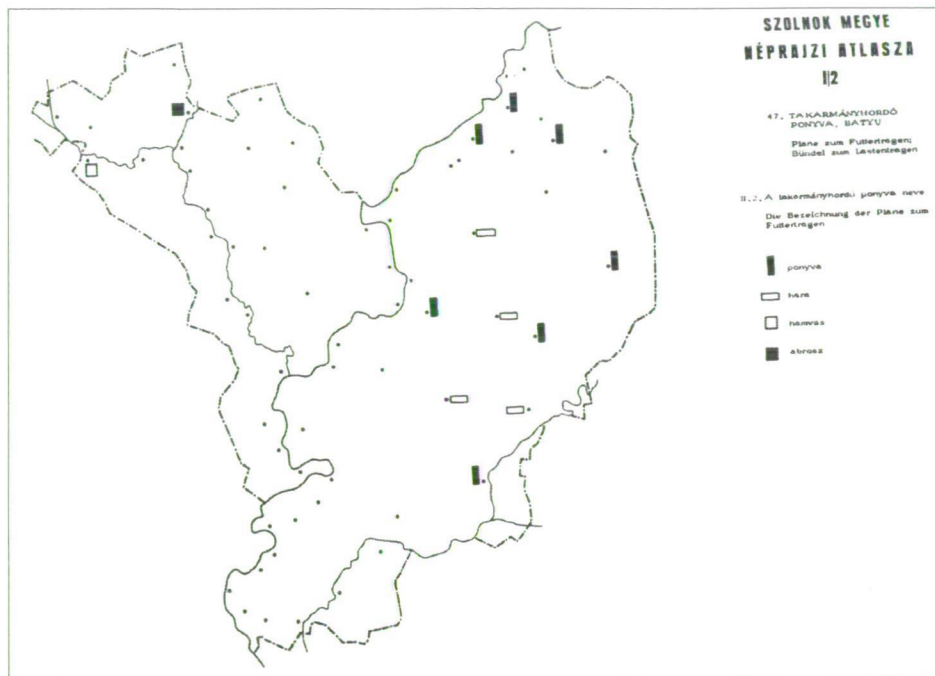 SZOLNOK MEGYE
NÉPRAJZI ATLASZA
I/2
47. TAKARMÁNYHORDÓ
PONYVA, BATYU
Plane zum Futtertragen;
Bündel zum Lastentragen
II.2. A takarmányhordó ponyva neve
Die Bezeichnung der Plane zum
Futtertragen
ponyva
hara
hamvas
abrosz